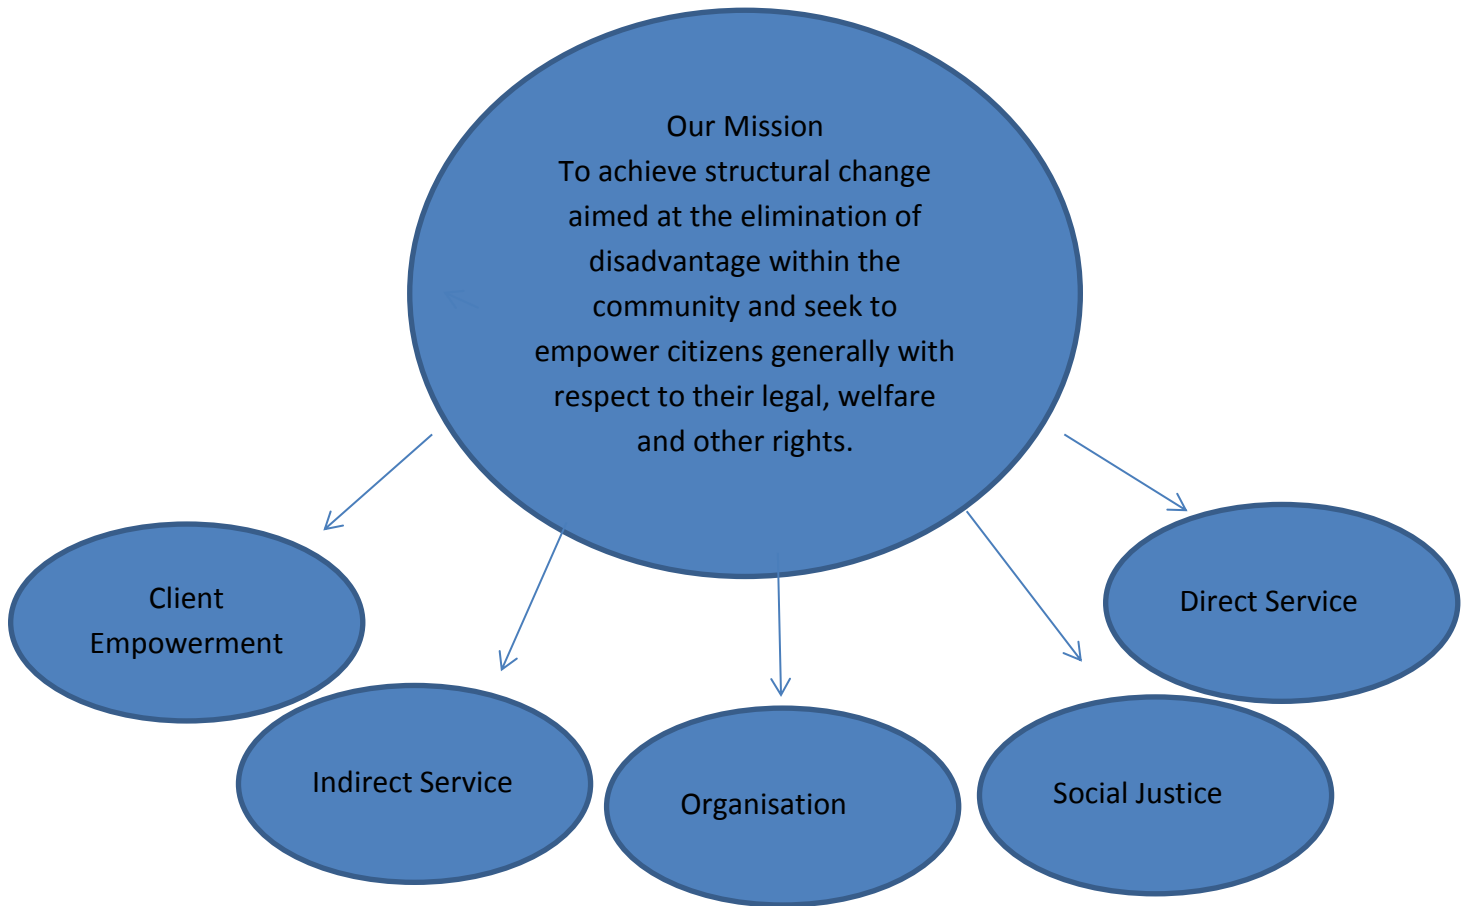 Our Mission
To achieve structural change
aimed at the elimination of
disadvantage within the
community and seek to
empower citizens generally with
respect to their legal, welfare
and other rights.
Client
Empowerment
Indirect Service
Organisation
Social Justice
Direct Service